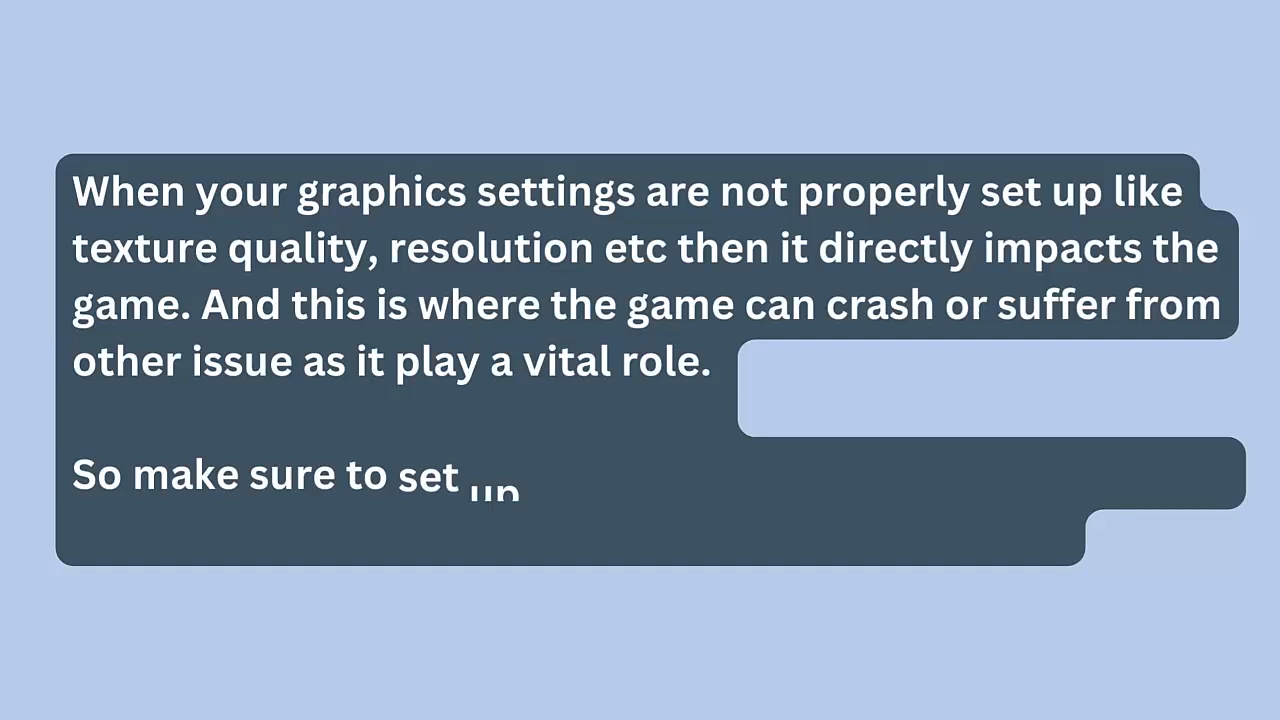 When your graphics settings are not properly set up like
texture quality, resolution etc then it directly impacts the
game. And this is where the game can crash or suffer from
other issue as it play a vital role.
So make sure to set up